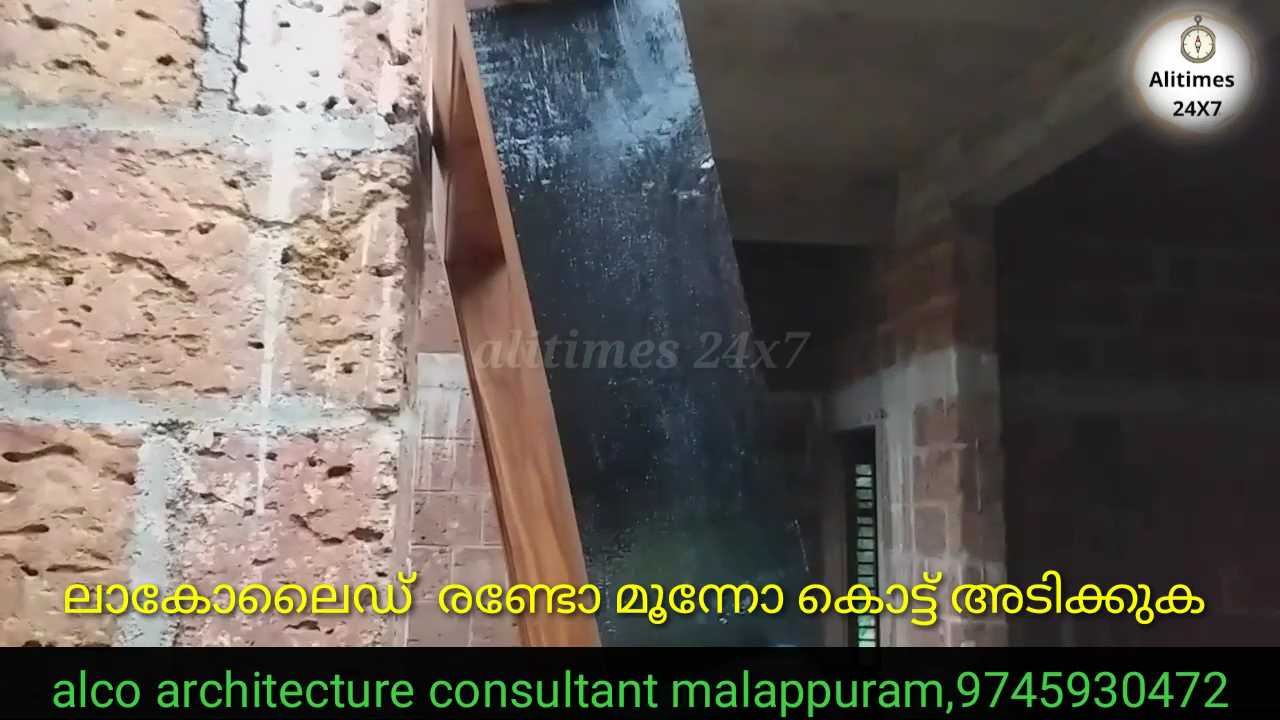 Alitimes
24X7
alitimes 24x7
ലാകോലൈഡ് രണ്ടോ മൂന്നോ കൊട്ട് അടിക്കുക
alco architecture consultant malappuram,9745930472